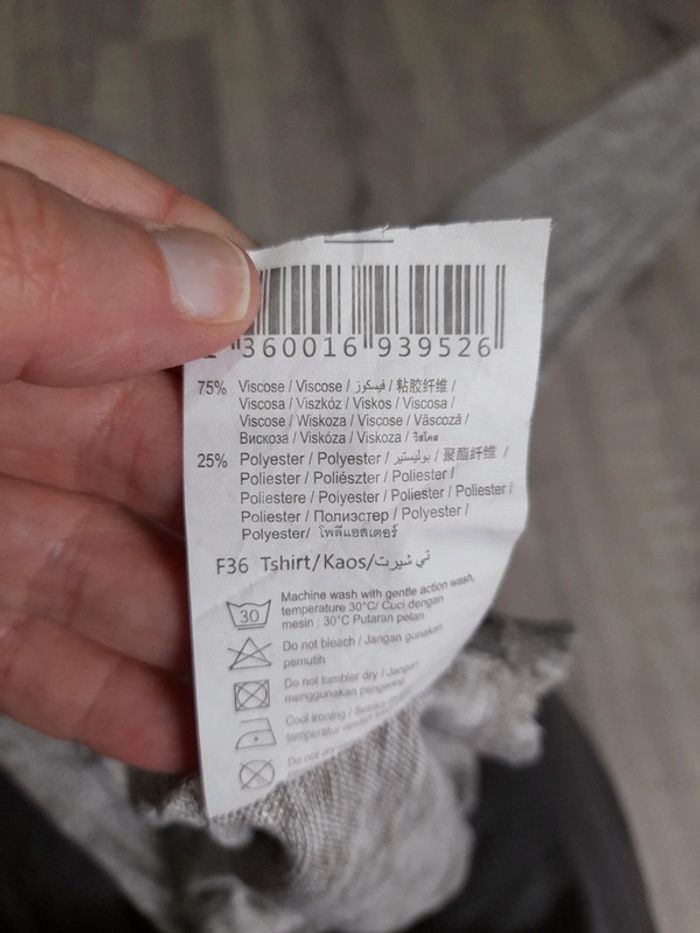 360016 939526
75% Viscose / Viscose / فيسكوز / 粘胶纤维 /
Viscosa / Viszkóz / Viskos / Viscosa /
Viscose / Wiskoza / Viscose / Vâscoză /
Вискоза / Viskóza / Viskoza / วิสโคส
25% Polyester / Polyester / بوليستير / 聚酯纤维 /
Poliester / Poliészter / Poliester /
Poliestere / Polyester / Poliester / Poliester /
Poliester / Полиэстер / Polyester /
Polyester/ โพลีเอสเตอร์
F36 Tshirt/Kaos/تي شيرت
Machine wash with gentle action wash,
temperature 30°C/ Cuci dengan
30
mesin : 30°C Putaran pelan
Do not bleach / Jangan gunakan
pemutih
Do not tumbler dry / Jangan
menggunakan pengering
Cool ironing /
temperatur
Do not